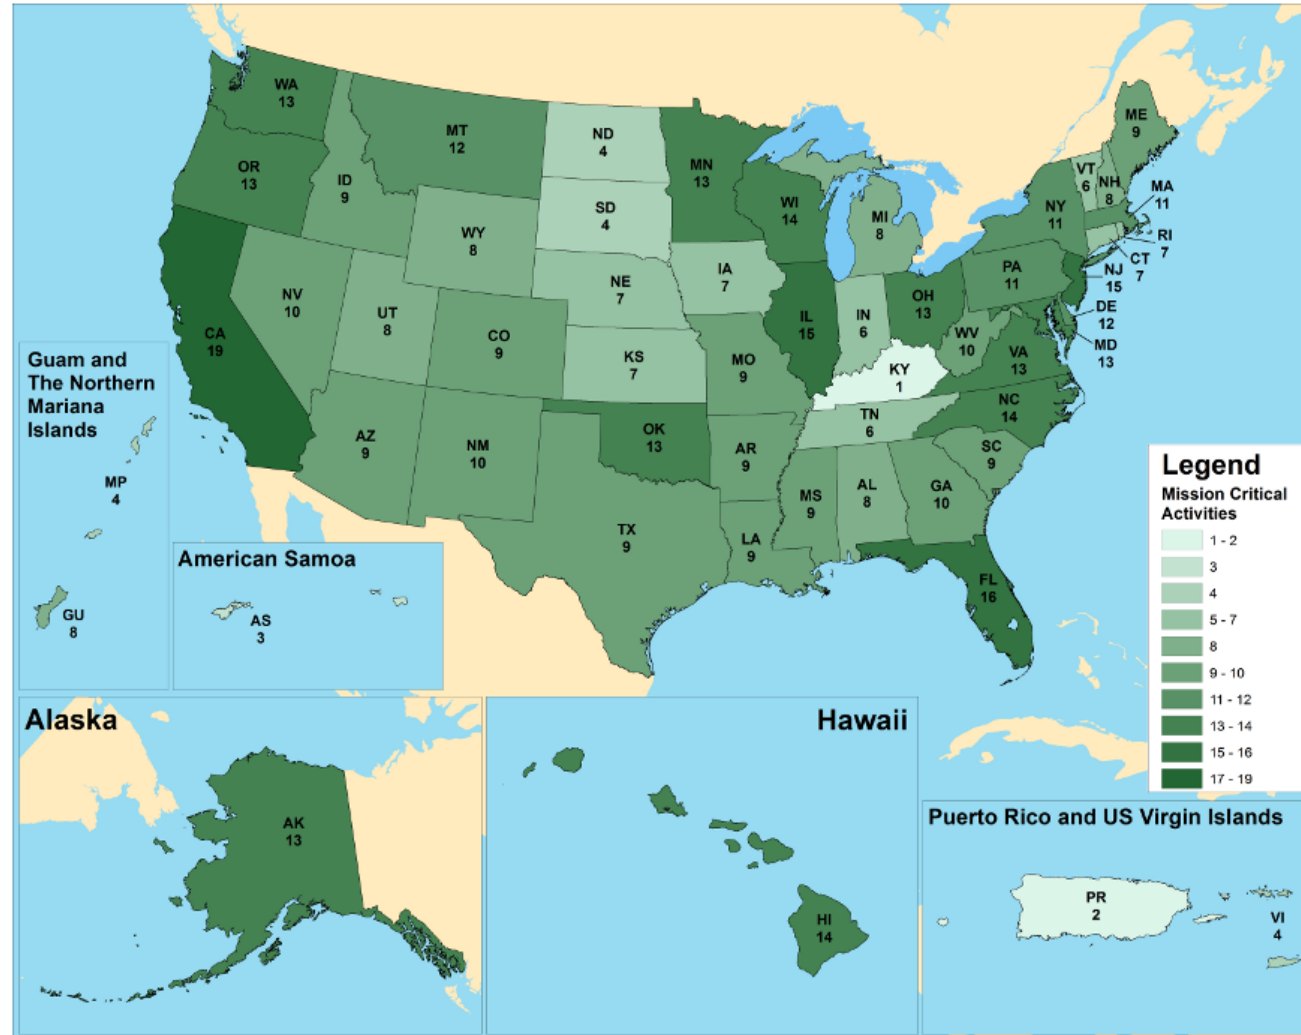 WA
13
MT
12
ND
4
MN
13
ME
9
VT
6
NH
8
OR
13
ID
9
SD
4
WI
14
MI
8
NY
11
MA
11
WY
8
RI
7
CT
7
IA
7
PA
11
NJ
15
NE
7
NV
10
UT
8
OH
13
DE
12
IL
15
IN
6
CA
19
CO
9
WV
10
VA
13
MD
13
KS
7
MO
9
KY
1
NC
14
TN
6
OK
13
AZ
9
NM
10
AR
9
SC
9
MS
9
AL
8
GA
10
TX
9
LA
9
FL
16
Guam and
The Northern
Mariana
Islands
MP
4
GU
8
American Samoa
AS
3
Legend
Mission Critical
Activities
1 - 2
3
4
5 - 7
8
9 - 10
11 - 12
13 - 14
15 - 16
17 - 19
Alaska
AK
13
Hawaii
HI
14
Puerto Rico and US Virgin Islands
PR
2
VI
4